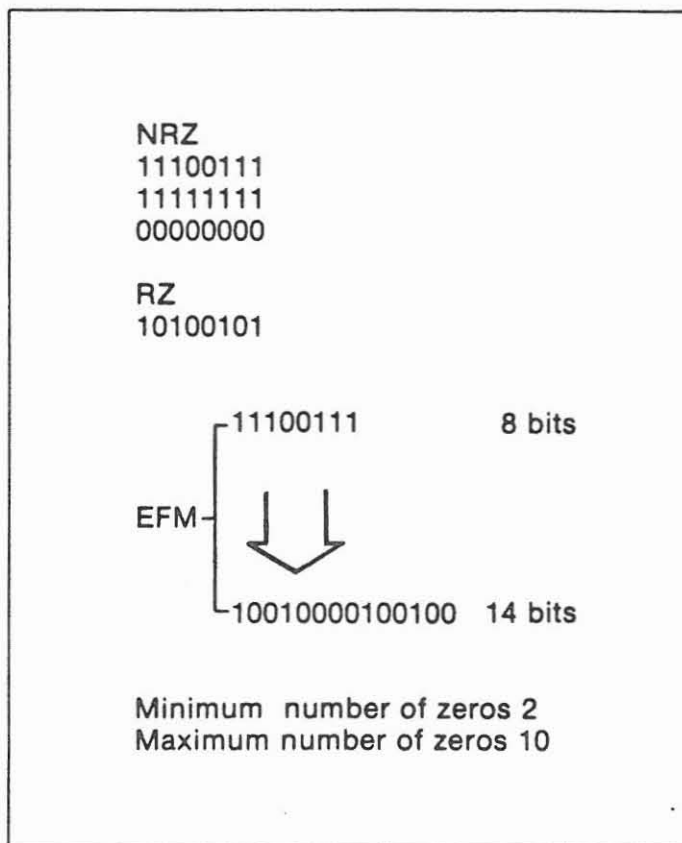 NRZ
11100111
11111111
00000000
RZ
10100101
11100111 8 bits
EFM
10010000100100 14 bits
Minimum number of zeros 2
Maximum number of zeros 10